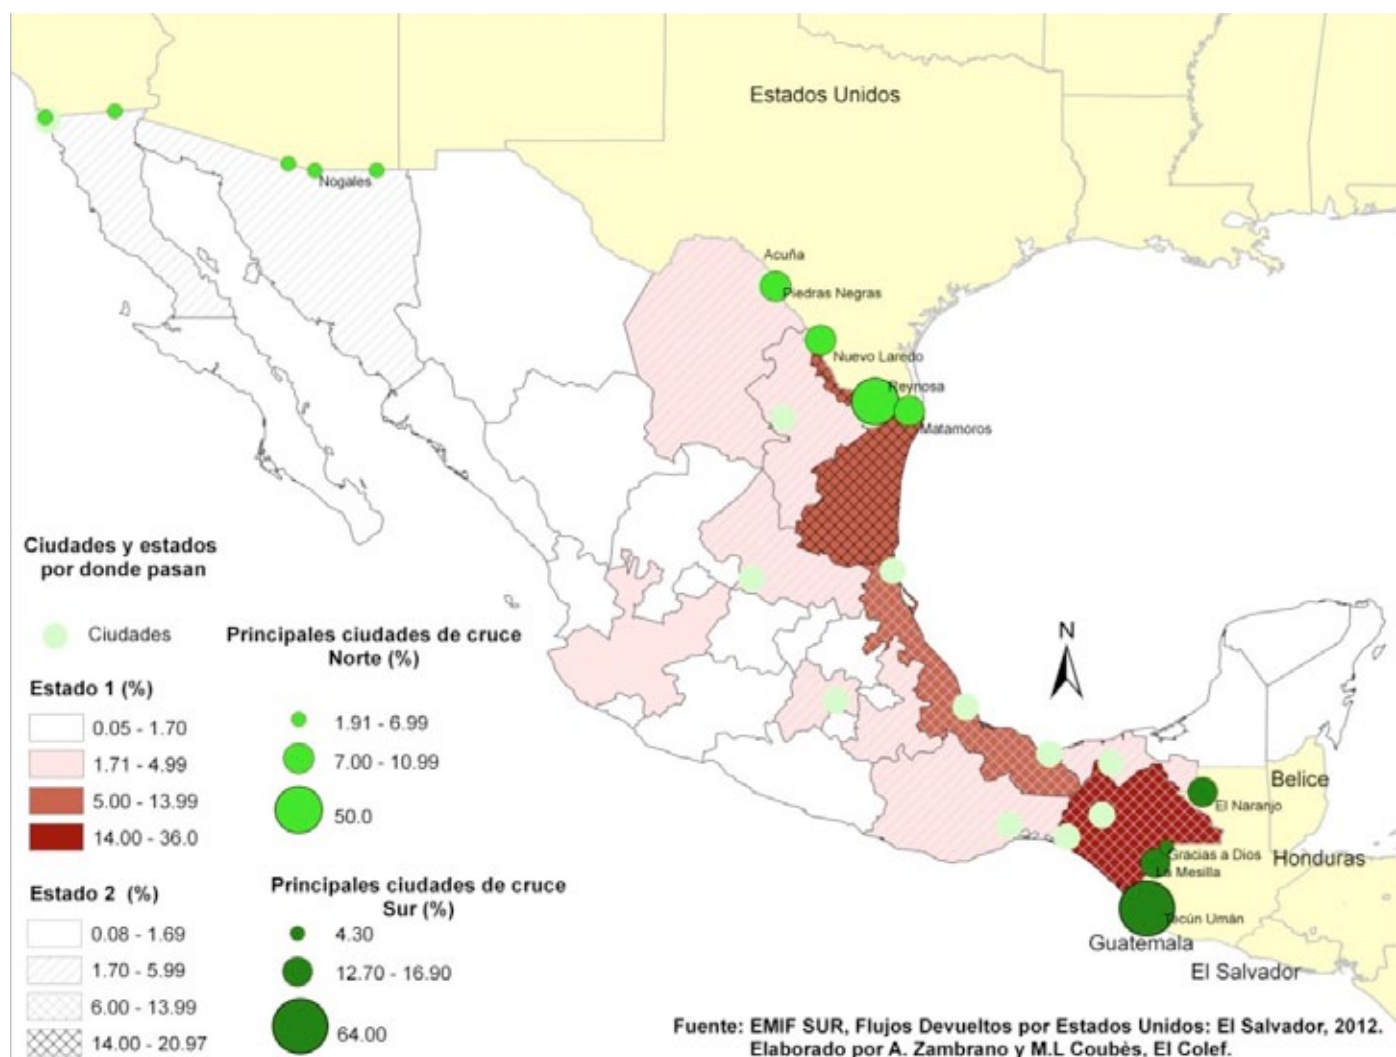 Estados Unidos
Nogales
Acuña
Piedras Negras
Nuevo Laredo
Reynosa
Matamoros
N
Belice
El Naranjo
Gracias a Dios
Honduras
La Mesilla
Tecún Umán
Guatemala
El Salvador
Ciudades y estados
por donde pasan
Ciudades
Estado 1 (%)
0.05 - 1.70
1.71 - 4.99
5.00 - 13.99
14.00 - 36.0
Estado 2 (%)
0.08 - 1.69
1.70 - 5.99
6.00 - 13.99
14.00 - 20.97
Principales ciudades de cruce
Norte (%)
1.91 - 6.99
7.00 - 10.99
50.0
Principales ciudades de cruce
Sur (%)
4.30
12.70 - 16.90
64.00
Fuente: EMIF SUR, Flujos Devueltos por Estados Unidos: El Salvador, 2012.
Elaborado por A. Zambrano y M.L Coubès, El Colef.